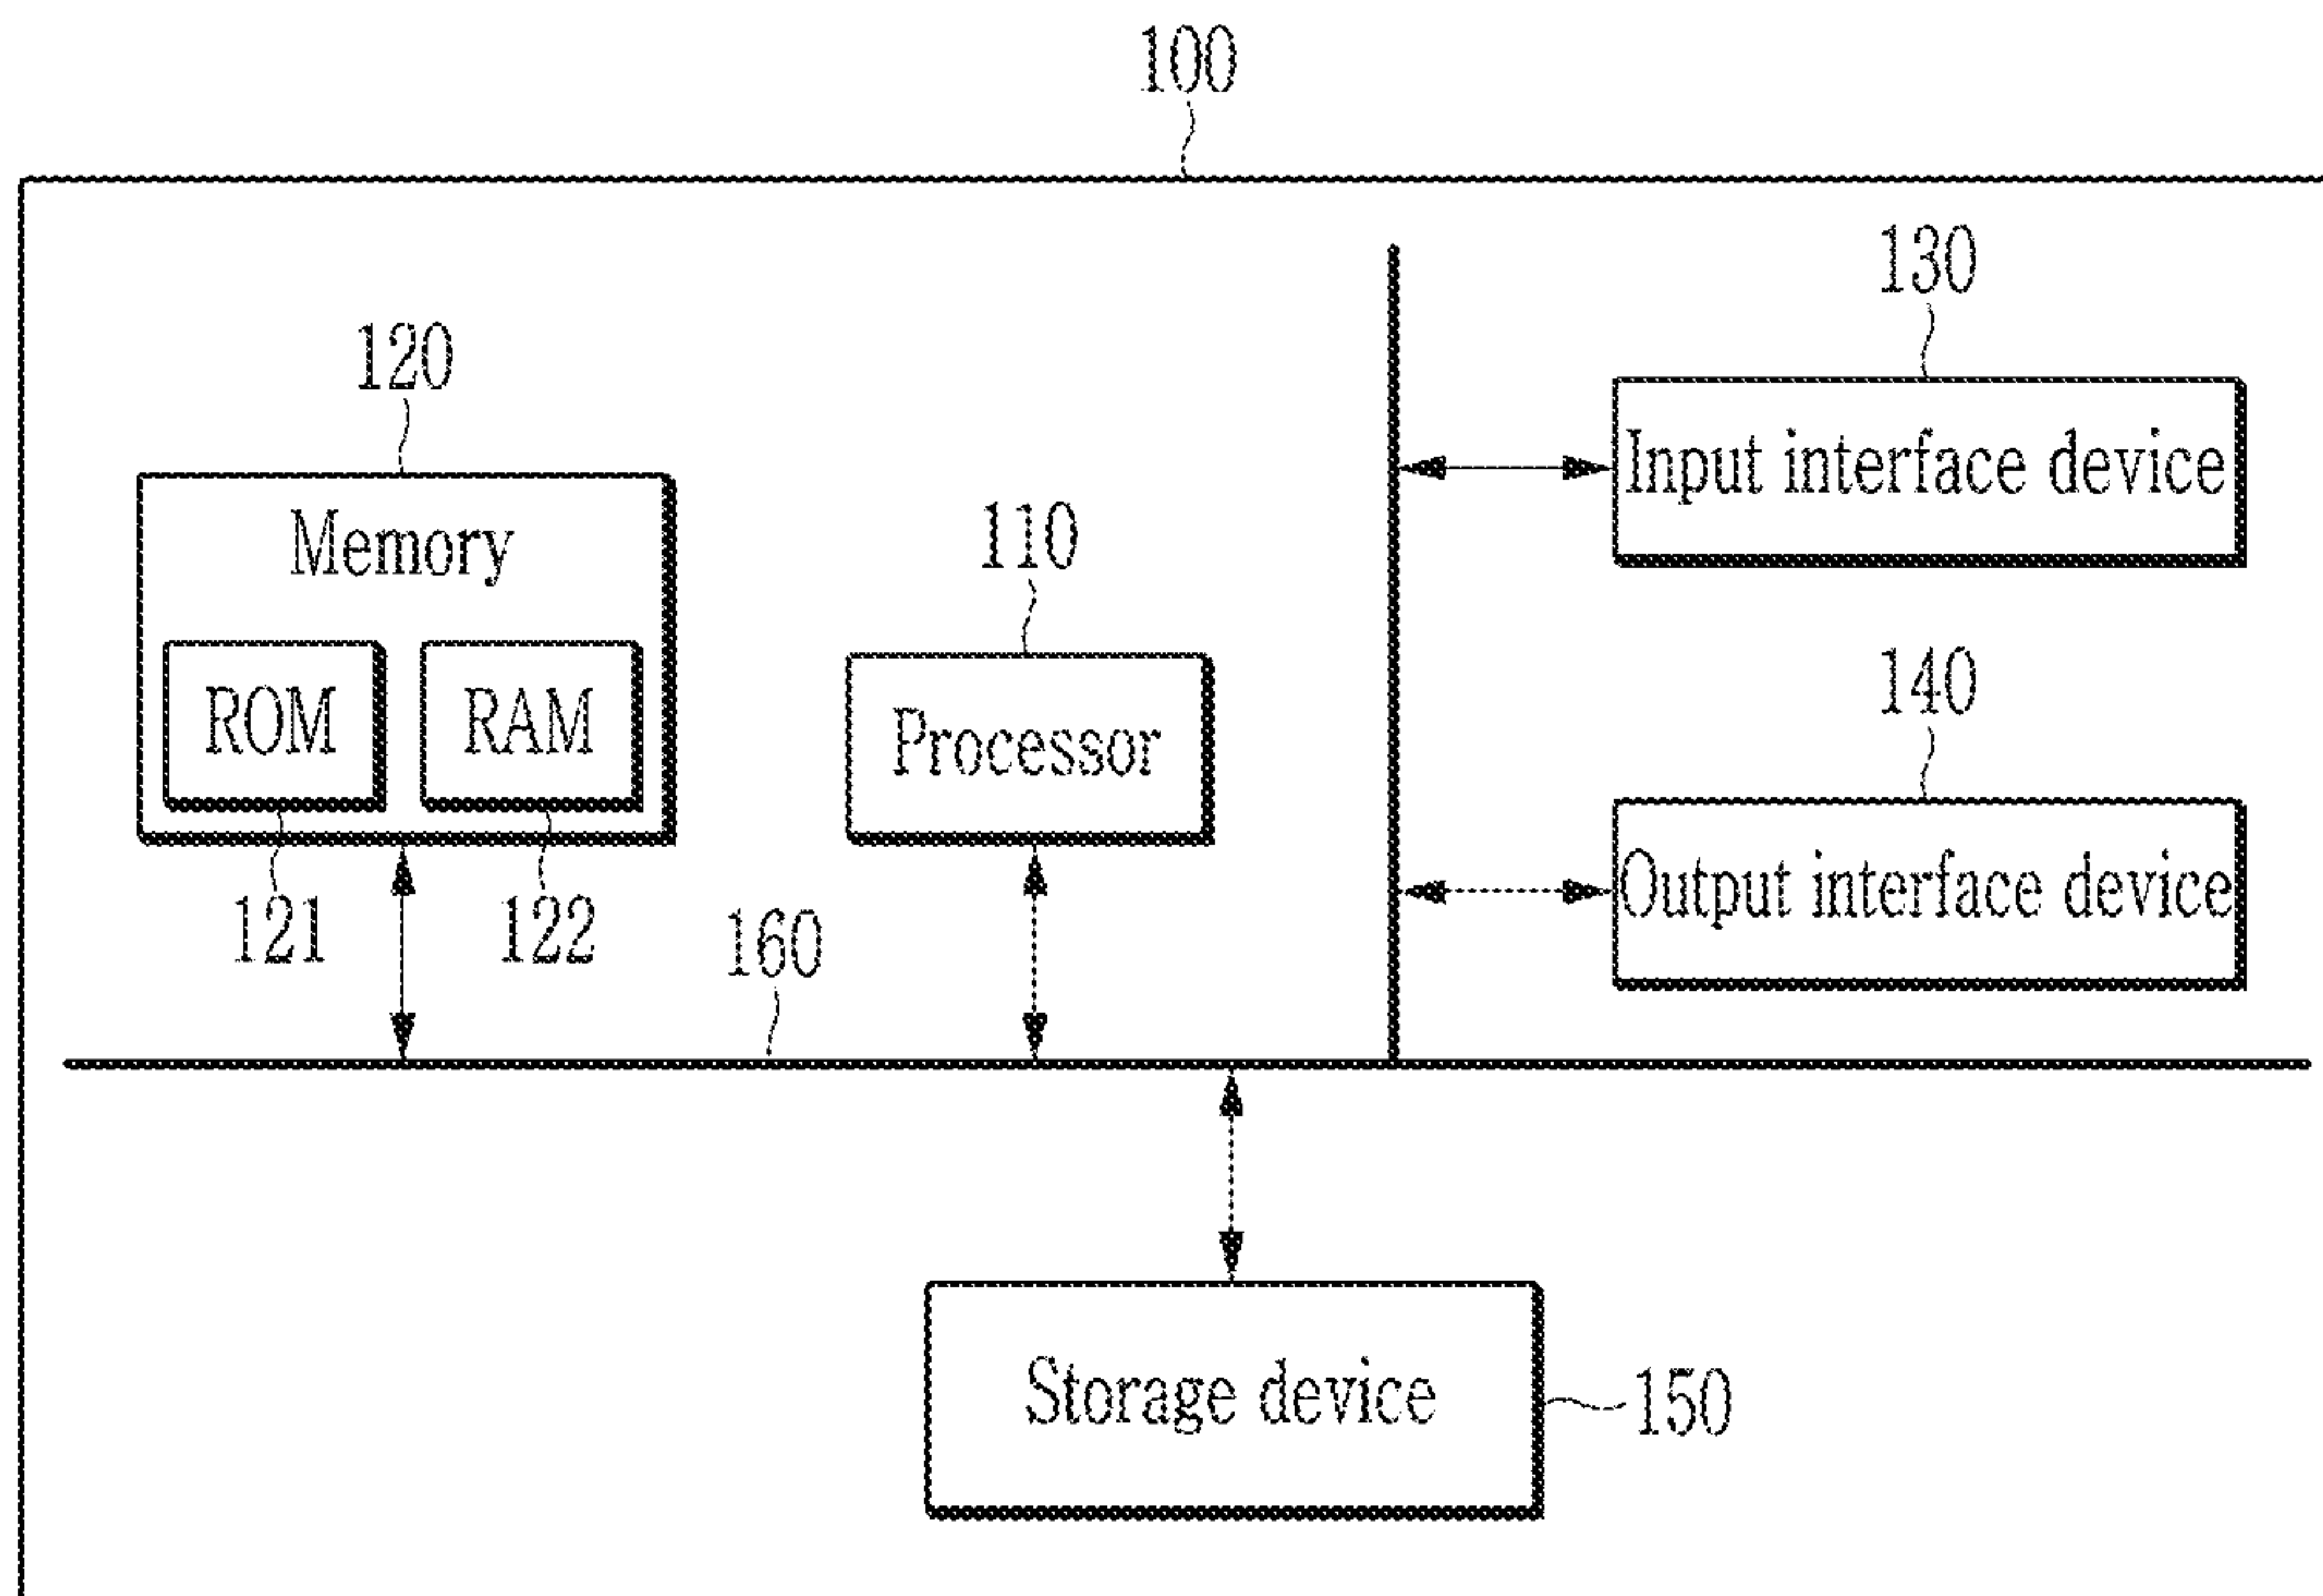 100
130
120
Input interface device
Memory
110
140
ROM
RAM
Processor
Output interface device
121
122
160
Storage device
150